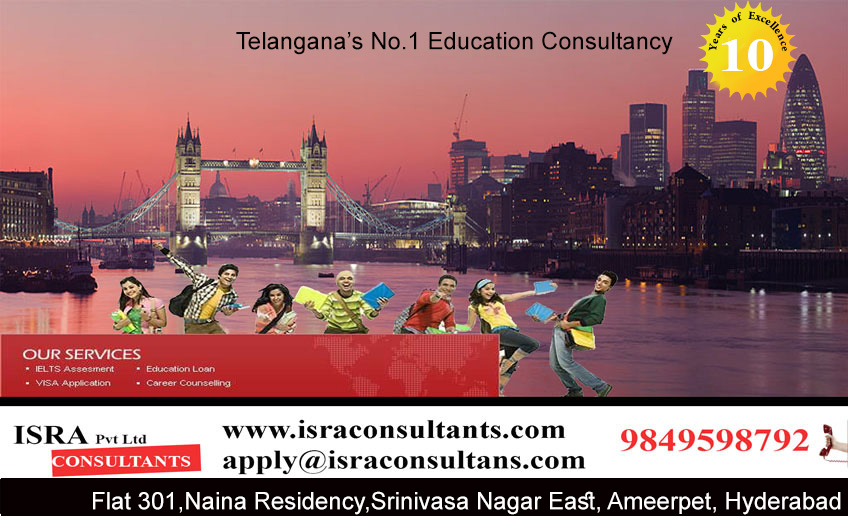 Telangana's No.1 Education Consultancy
Years of Excellence
10
OUR SERVICES
• IELTS Assesment • Education Loan
• VISA Application • Career Counselling
ISRA Pvt Ltd
CONSULTANTS
www.israconsultants.com
apply@israconsultans.com
9849598792
Flat 301,Naina Residency,Srinivasa Nagar East, Ameerpet, Hyderabad